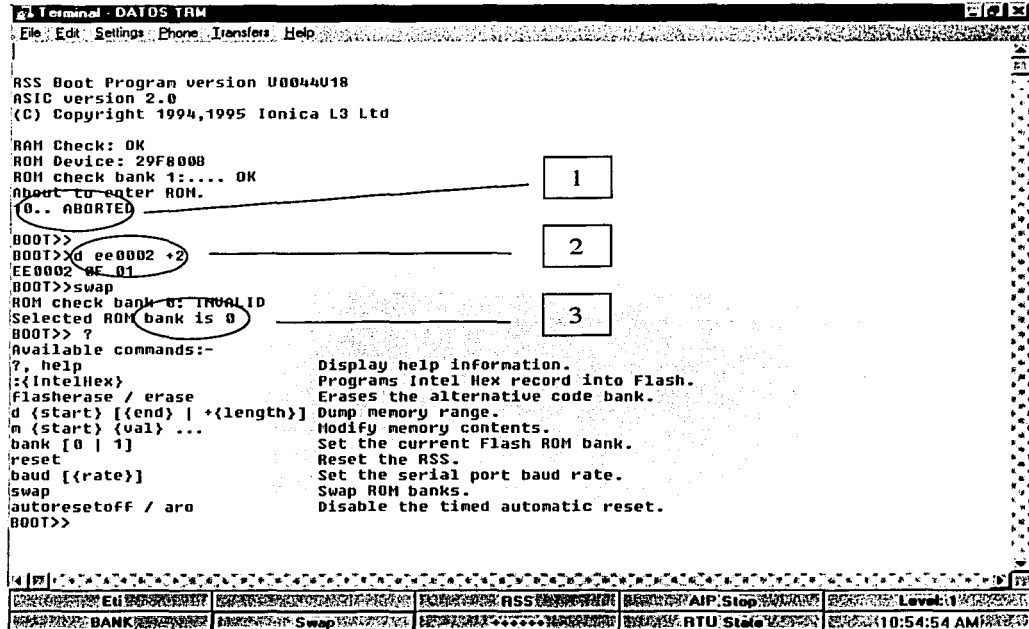 Terminal - DATOS TRM
File Edit Settings Phone Transfers Help
RSS Boot Program version V0044V18
ASIC version 2.0
(C) Copyright 1994,1995 Ionica L3 Ltd
RAM Check: OK
ROM Device: 29F800B
ROM check bank 1:.... OK
About to enter ROM.
10.. ABORTED
1
BOOT>>
BOOT>>d ee0002 +2
2
EE0002 0F 01
BOOT>>swap
ROM check bank 0: INVALID
Selected ROM bank is 0
3
BOOT>> ?
Available commands:-
?, help Display help information.
:{IntelHex} Programs Intel Hex record into Flash.
flasherase / erase Erases the alternative code bank.
d {start} [{end} | +{length}] Dump memory range.
m {start} {val} ... Modify memory contents.
bank [0 | 1] Set the current Flash ROM bank.
reset Reset the RSS.
baud [{rate}] Set the serial port baud rate.
swap Swap ROM banks.
autoresetoff / aro Disable the timed automatic reset.
BOOT>>
Eti RSS AIP Stop Level:1
BANK Swap ****** RTU State 10:54:54 AM